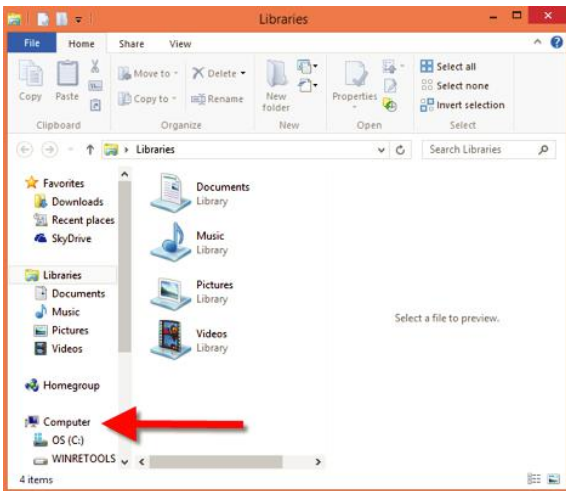 Libraries
File Home Share View
Copy
Paste
Move to
Copy to
Delete
Rename
New folder
Properties
Select all
Select none
Invert selection
Clipboard Organize New Open Select
Libraries
Search Libraries
Favorites
Downloads
Recent places
SkyDrive
Libraries
Documents
Music
Pictures
Videos
Homegroup
Computer
OS (C:)
WINRETOOLS
Documents
Library
Music
Library
Pictures
Library
Videos
Library
Select a file to preview.
4 items